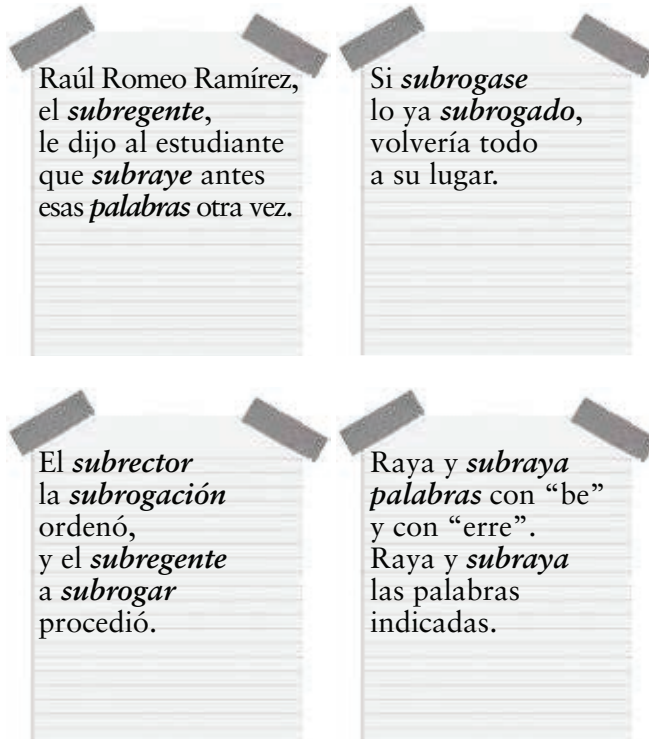 Raúl Romeo Ramírez,
el subregente,
le dijo al estudiante
que subraye antes
esas palabras otra vez.
Si subrogase
lo ya subrogado,
volvería todo
a su lugar.
El subrector
la subrogación
ordenó,
y el subregente
a subrogar
procedió.
Raya y subraya
palabras con “be”
y con “erre”.
Raya y subraya
las palabras
indicadas.